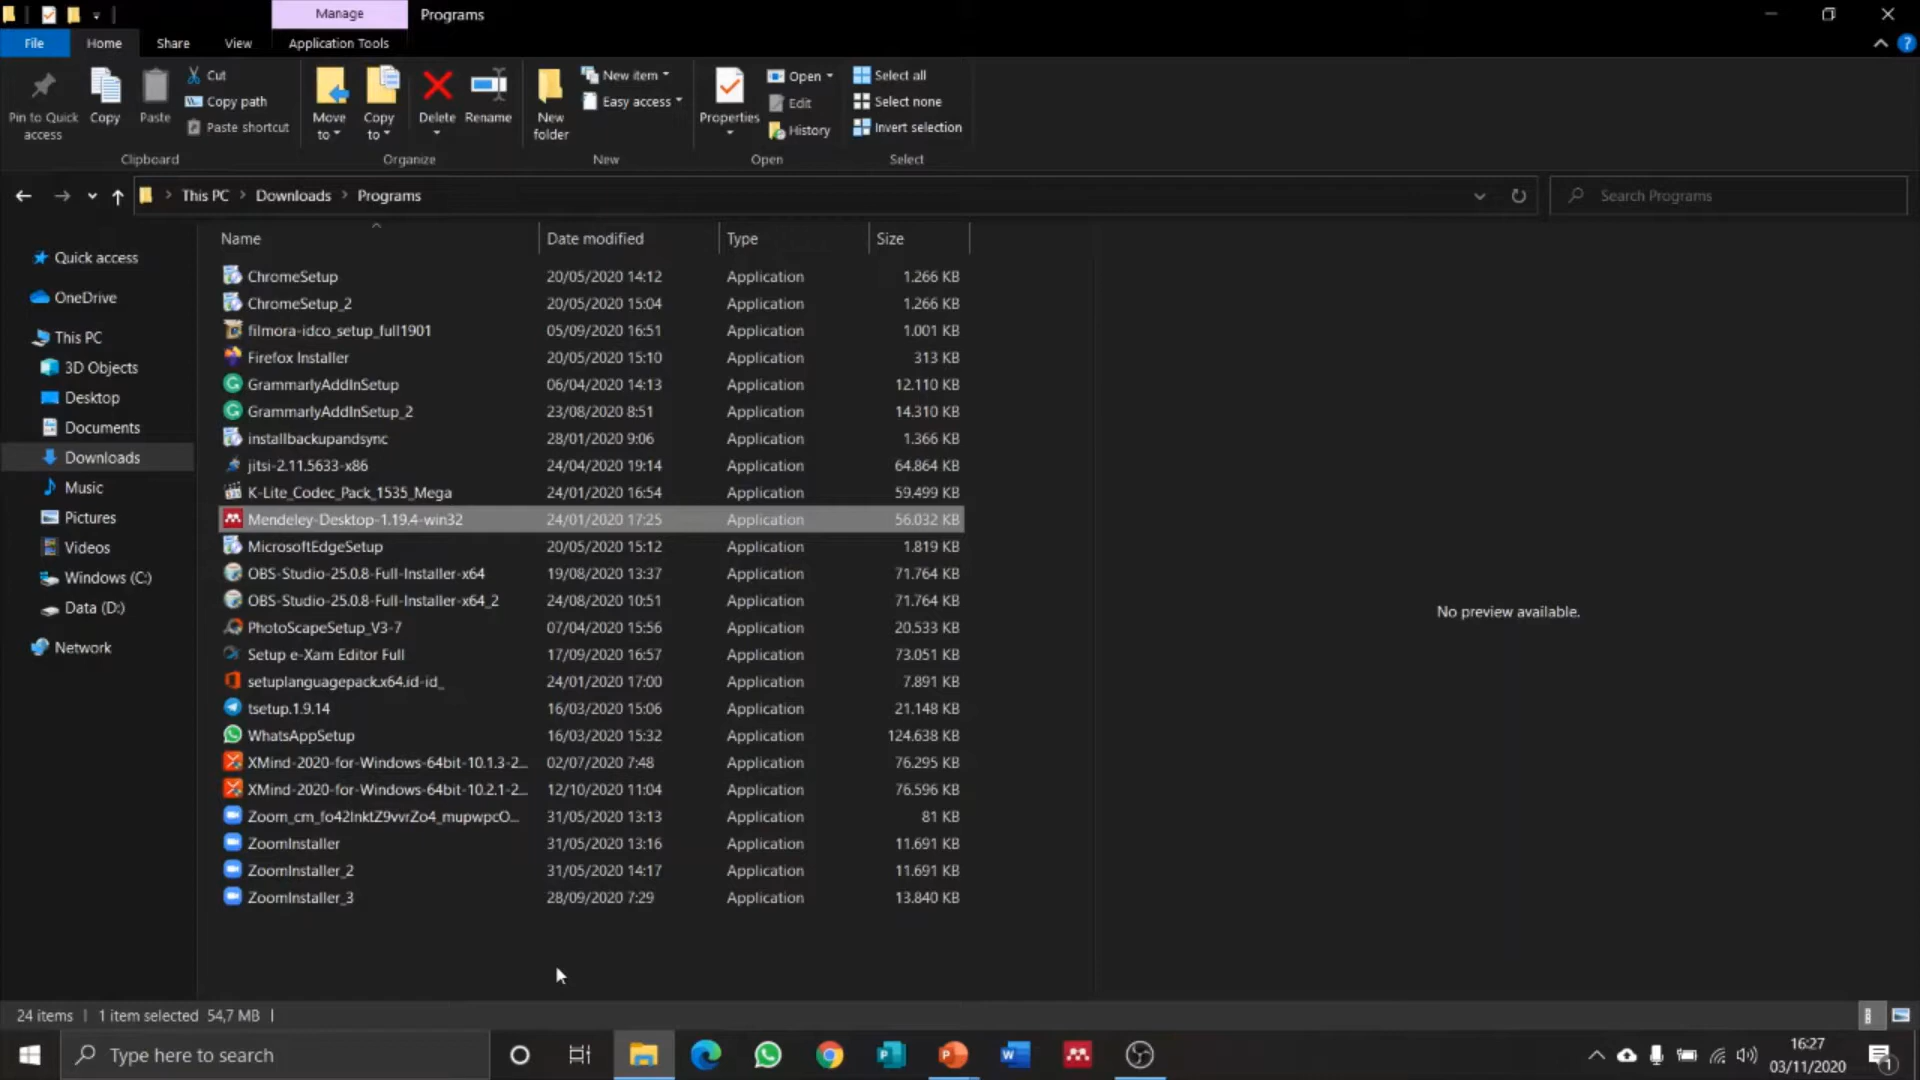 Manage
Programs
File
Home
Share
View
Application Tools
Pin to Quick access
Copy
Paste
Cut
Copy path
Paste shortcut
Clipboard
Move to
Copy to
Delete
Rename
Organize
New folder
New item
Easy access
New
Properties
Open
Edit
History
Open
Select all
Select none
Invert selection
Select
This PC
Downloads
Programs
Search Programs
Quick access
OneDrive
This PC
3D Objects
Desktop
Documents
Downloads
Music
Pictures
Videos
Windows (C:)
Data (D:)
Network
Name Date modified Type Size
ChromeSetup 20/05/2020 14:12 Application 1.266 KB
ChromeSetup_2 20/05/2020 15:04 Application 1.266 KB
filmora-idco_setup_full1901 05/09/2020 16:51 Application 1.001 KB
Firefox Installer 20/05/2020 15:10 Application 313 KB
GrammarlyAddInSetup 06/04/2020 14:13 Application 12.110 KB
GrammarlyAddInSetup_2 23/08/2020 8:51 Application 14.310 KB
installbackupandsync 28/01/2020 9:06 Application 1.366 KB
jitsi-2.11.5633-x86 24/04/2020 19:14 Application 64.864 KB
K-Lite_Codec_Pack_1535_Mega 24/01/2020 16:54 Application 59.499 KB
Mendeley-Desktop-1.19.4-win32 24/01/2020 17:25 Application 56.032 KB
MicrosoftEdgeSetup 20/05/2020 15:12 Application 1.819 KB
OBS-Studio-25.0.8-Full-Installer-x64 19/08/2020 13:37 Application 71.764 KB
OBS-Studio-25.0.8-Full-Installer-x64_2 24/08/2020 10:51 Application 71.764 KB
PhotoScapeSetup_V3-7 07/04/2020 15:56 Application 20.533 KB
Setup e-Xam Editor Full 17/09/2020 16:57 Application 73.051 KB
setuplanguagepack.x64.id-id_ 24/01/2020 17:00 Application 7.891 KB
tsetup.1.9.14 16/03/2020 15:06 Application 21.148 KB
WhatsAppSetup 16/03/2020 15:32 Application 124.638 KB
XMind-2020-for-Windows-64bit-10.1.3-2... 02/07/2020 7:48 Application 76.295 KB
XMind-2020-for-Windows-64bit-10.2.1-2... 12/10/2020 11:04 Application 76.596 KB
Zoom_cm_fo42lnktZ9vvrZo4_mupwpcO... 31/05/2020 13:13 Application 81 KB
ZoomInstaller 31/05/2020 13:16 Application 11.691 KB
ZoomInstaller_2 31/05/2020 14:17 Application 11.691 KB
ZoomInstaller_3 28/09/2020 7:29 Application 13.840 KB
No preview available.
24 items 1 item selected 54,7 MB
Type here to search
16:27
03/11/2020
1